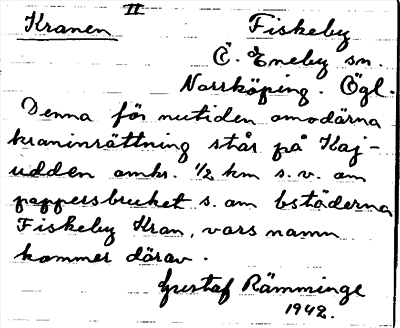 II
Kranen Fiskeby
Ö. Eneby sn.
Norrköping. Ögl.
Denna för nutiden omodärna
kraninrättning står på Kaj-
udden omkr. 1/2 km s. v. om
pappersbruket s. om bstäderna
Fiskeby Kran, vars namn
kommer därav.
Gustaf Rämminge
1942.